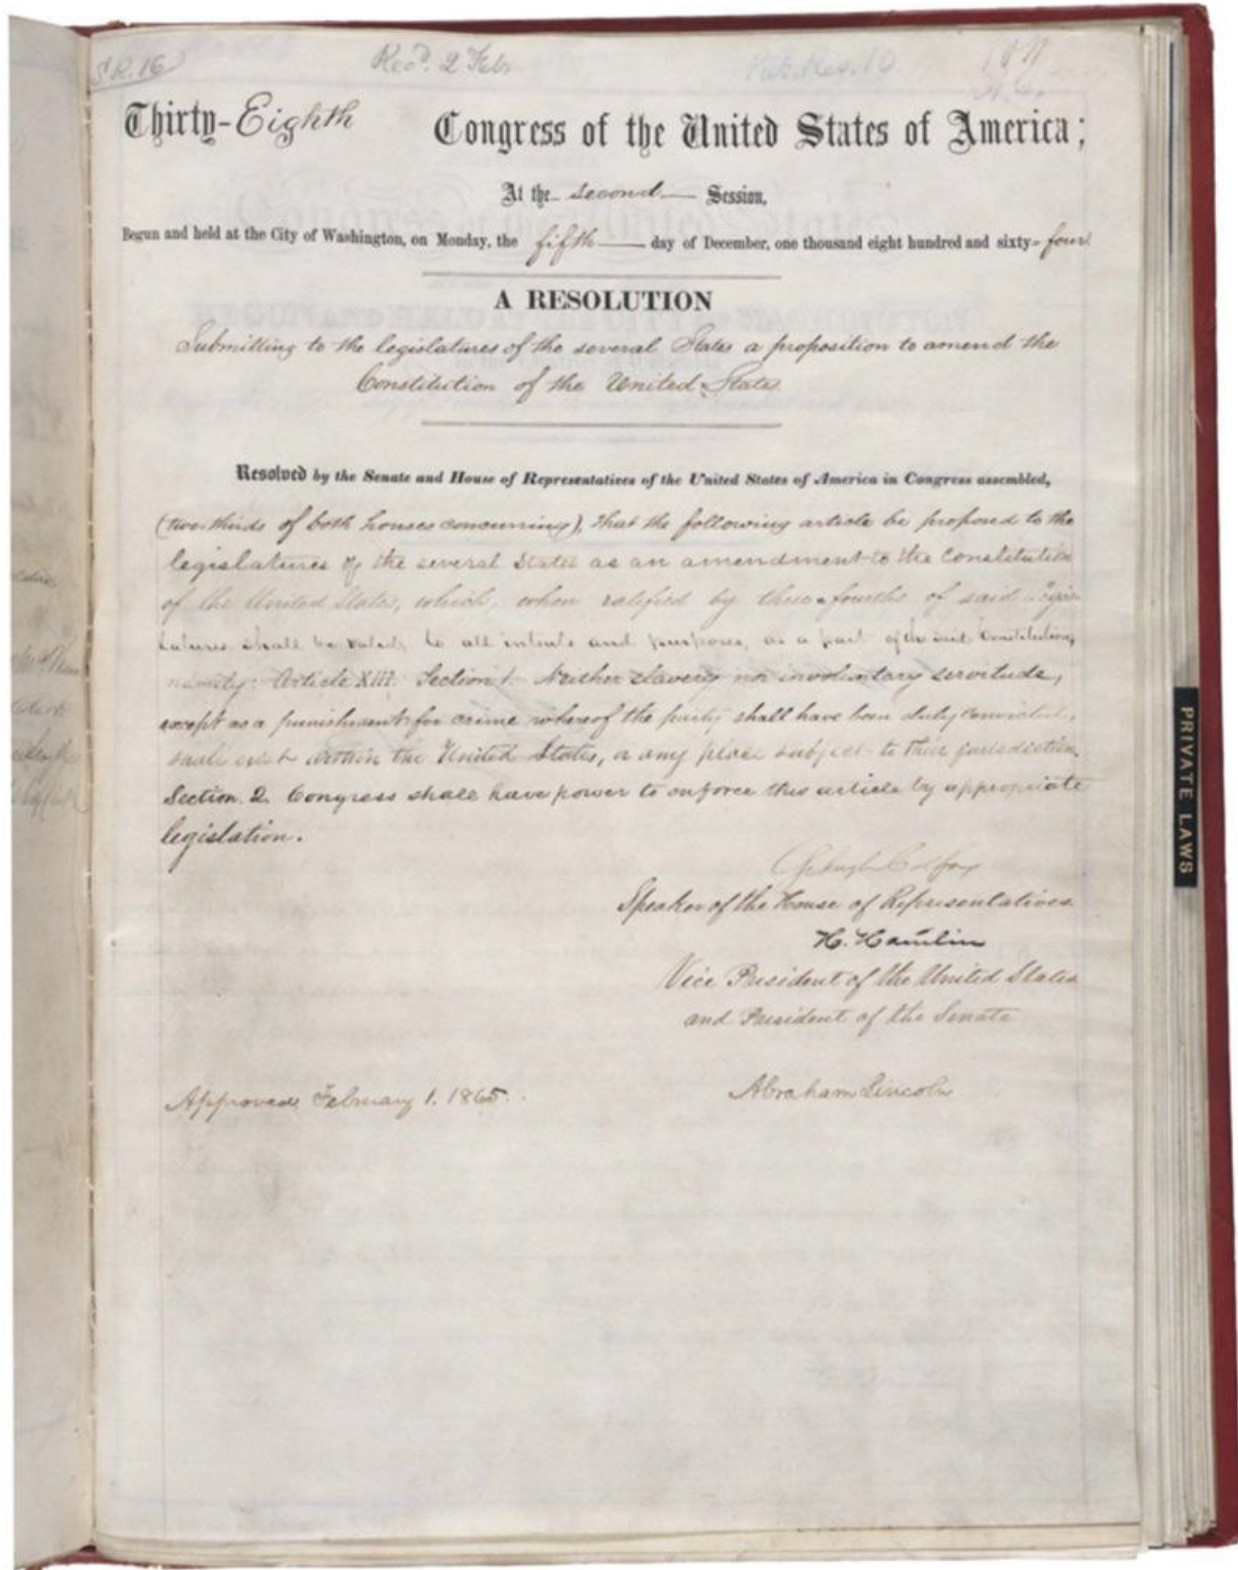 S.R. 16
Rec'd. 2 Feb
Pub. Res. 10.
Thirty-Eighth Congress of the United States of America;
At the second Session,
Begun and held at the City of Washington, on Monday, the fifth day of December, one thousand eight hundred and sixty-four.
A RESOLUTION
Submitting to the legislatures of the several States a proposition to amend the
Constitution of the United States.
Resolved by the Senate and House of Representatives of the United States of America in Congress assembled,
(two-thirds of both houses concurring), That the following article be proposed to the
legislatures of the several States as an amendment to the Constitution
of the United States, which, when ratified by three-fourths of said Legis-
latures shall be valid, to all intents and purposes, as a part of the said Constitution,
namely: Article XIII. Section 1. Neither slavery nor involuntary servitude,
except as a punishment for crime whereof the party shall have been duly convicted,
shall exist within the United States, or any place subject to their jurisdiction.
Section 2. Congress shall have power to enforce this article by appropriate
legislation.
Schuyler Colfax
Speaker of the House of Representatives.
H. Hamlin
Vice President of the United States
and President of the Senate
Approved, February 1. 1865.
Abraham Lincoln
PRIVATE LAWS